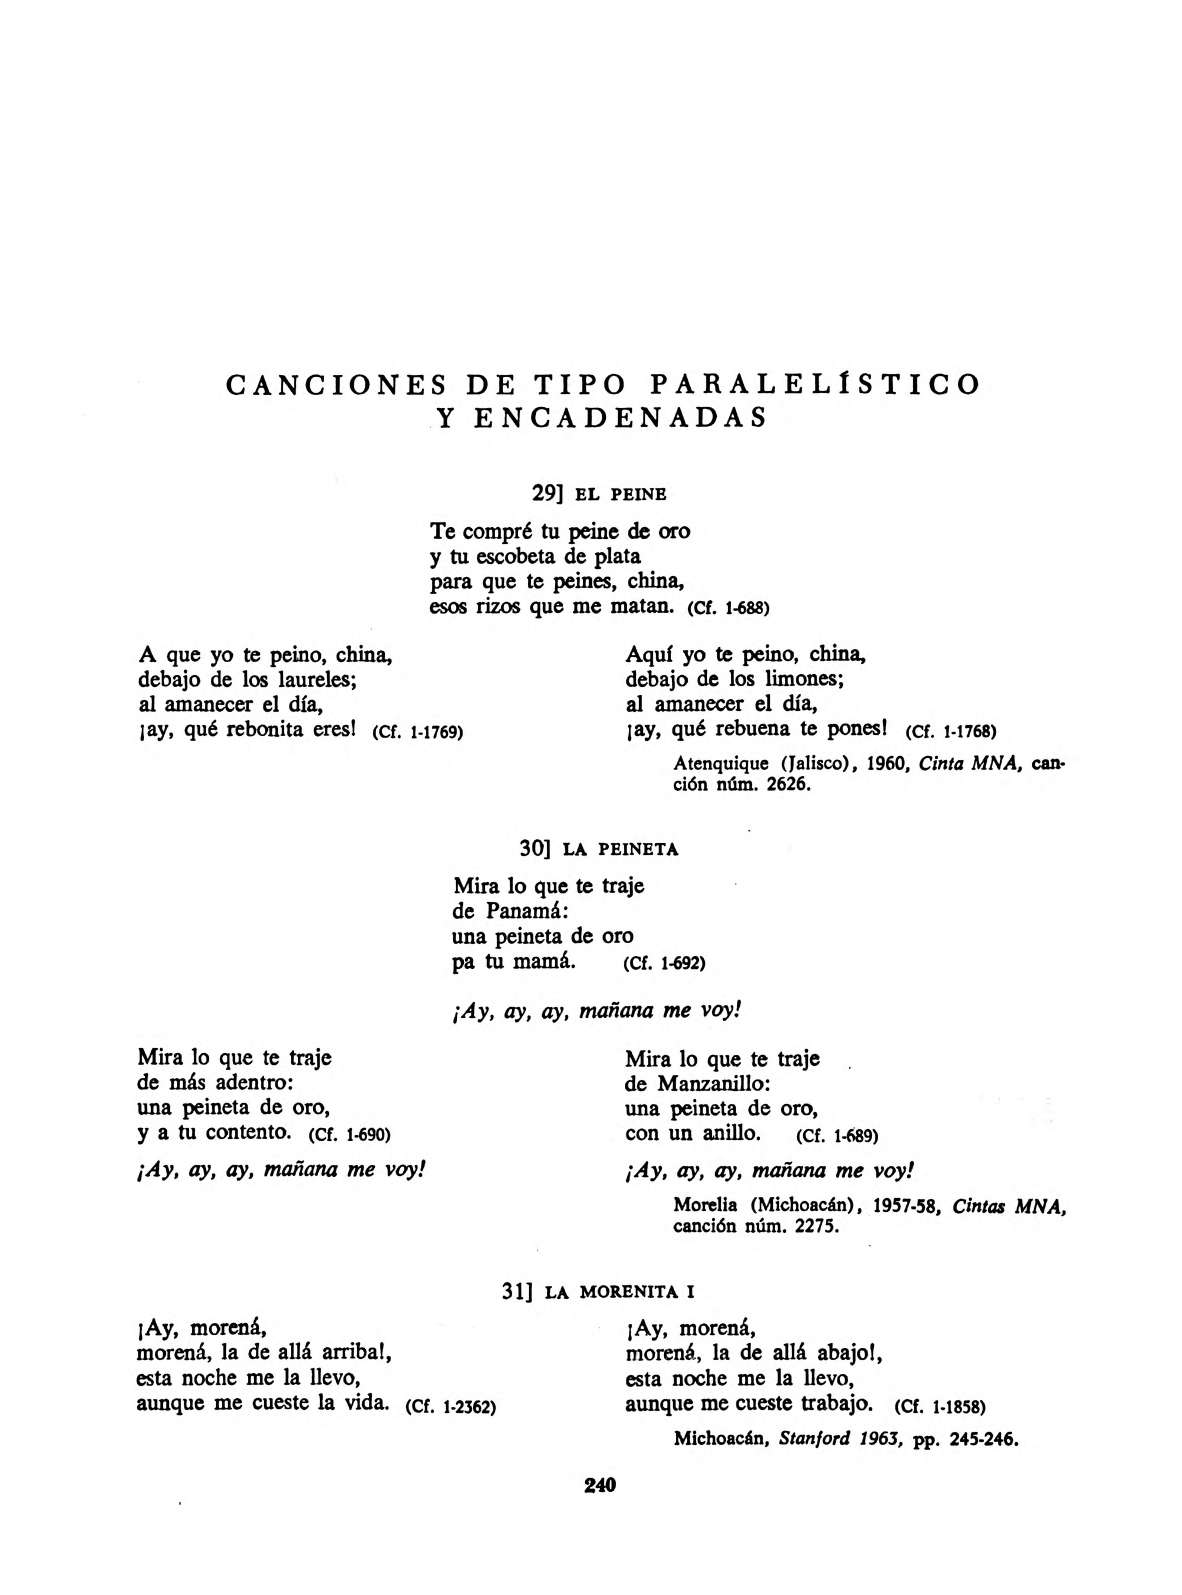 CANCIONES DE TIPO PARALELÍSTICO
Y ENCADENADAS
29] EL PEINE
Te compré tu peine de oro
y tu escobeta de plata
para que te peines, china,
esos rizos que me matan. (Cf. 1-688)
A que yo te peino, china,
debajo de los laureles;
al amanecer el día,
¡ay, qué rebonita eres! (Cf. 1-1769)
Aquí yo te peino, china,
debajo de los limones;
al amanecer el día,
¡ay, qué rebuena te pones! (Cf. 1-1768)
Atenquique (Jalisco), 1960, Cinta MNA, can-
ción núm. 2626.
30] LA PEINETA
Mira lo que te traje
de Panamá:
una peineta de oro
pa tu mamá. (Cf. 1-692)
¡Ay, ay, ay, mañana me voy!
Mira lo que te traje
de más adentro:
una peineta de oro,
y a tu contento. (Cf. 1-690)
¡Ay, ay, ay, mañana me voy!
Mira lo que te traje
de Manzanillo:
una peineta de oro,
con un anillo. (Cf. 1-689)
¡Ay, ay, ay, mañana me voy!
Morelia (Michoacán), 1957-58, Cintas MNA,
canción núm. 2275.
31] LA MORENITA I
¡Ay, morená,
morená, la de allá arriba!,
esta noche me la llevo,
aunque me cueste la vida. (Cf. 1-2362)
¡Ay, morená,
morená, la de allá abajo!,
esta noche me la llevo,
aunque me cueste trabajo. (Cf. 1-1858)
Michoacán, Stanford 1963, pp. 245-246.
240